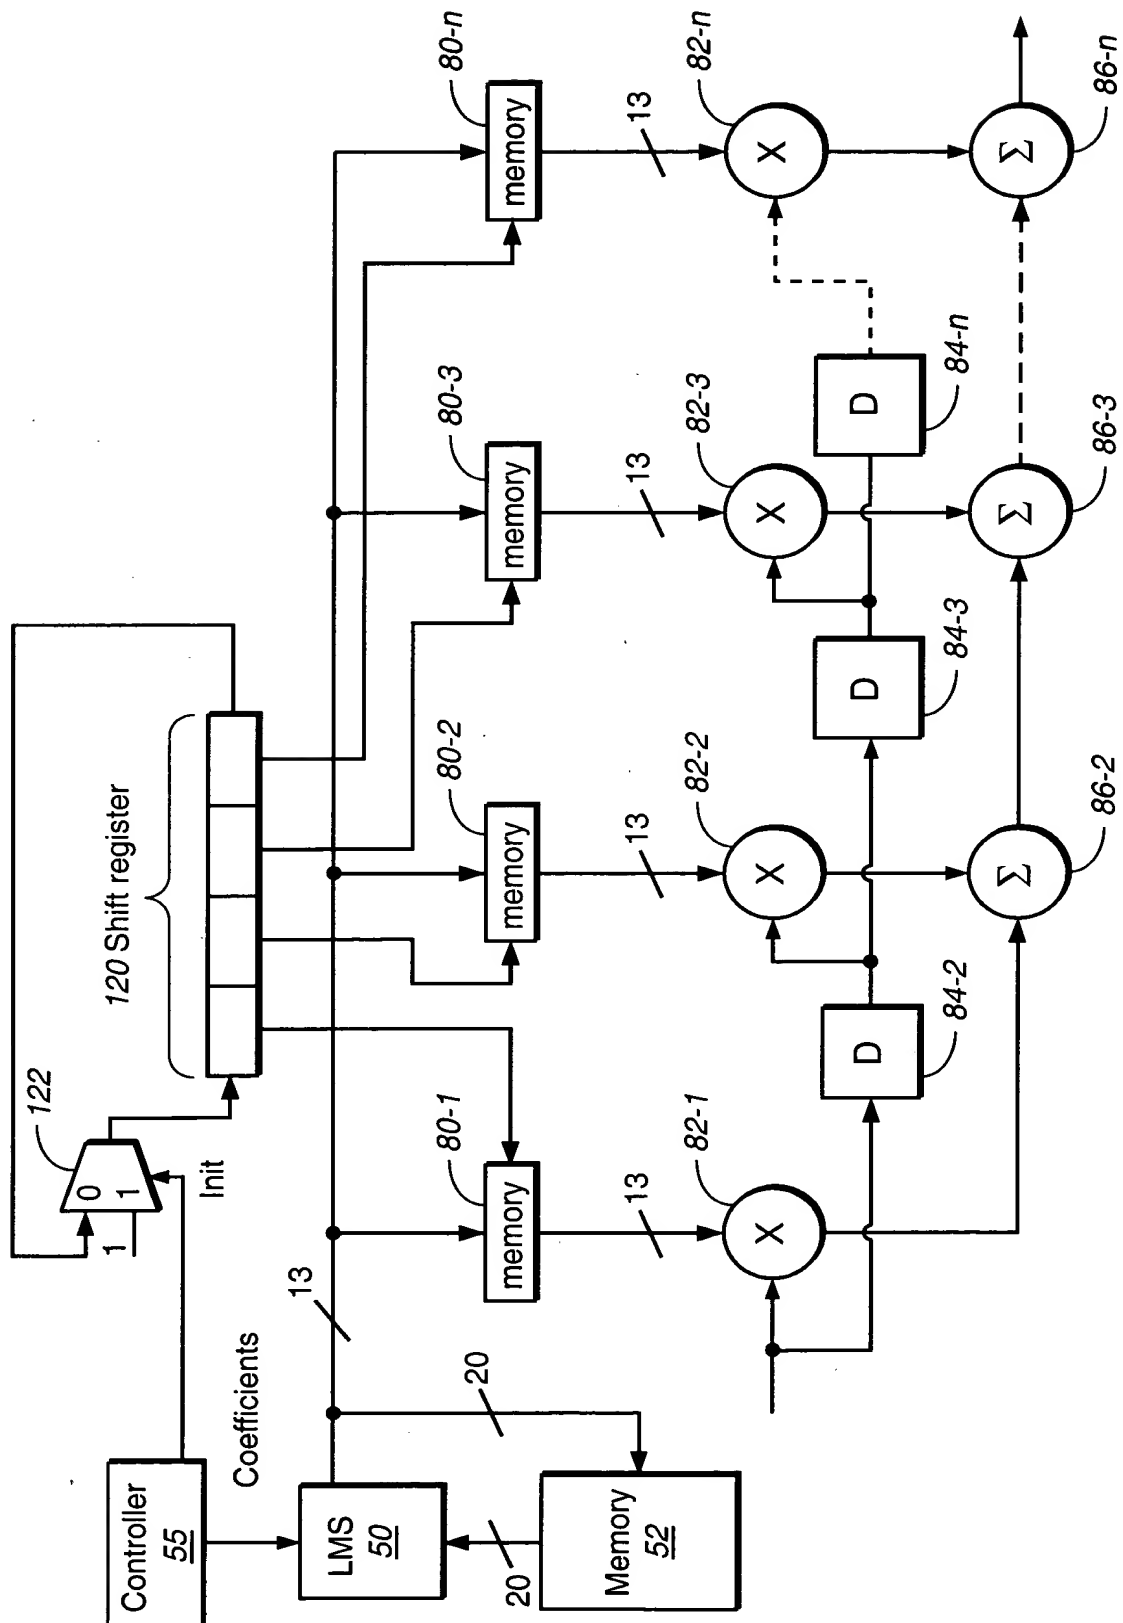 Controller
55
Init
122
0
1
1
120 Shift register
Coefficients
LMS
50
20
20
Memory
52
13
80-1
memory
80-2
memory
80-3
memory
80-n
memory
13
13
13
13
82-1
X
82-2
X
82-3
X
82-n
X
D
84-2
D
84-3
D
84-n
Σ
86-2
Σ
86-3
Σ
86-n